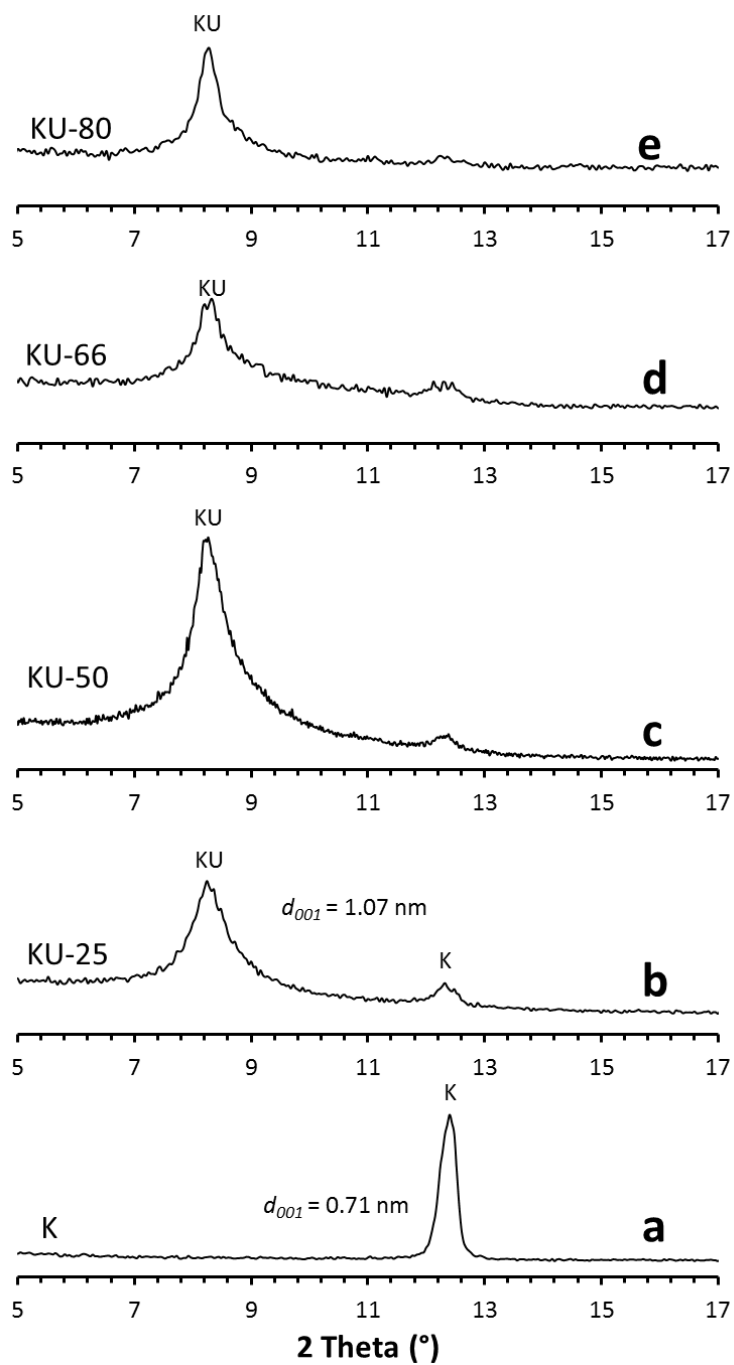 KU
KU-80
e
5 7 9 11 13 15 17
KU
KU-66
d
5 7 9 11 13 15 17
KU
KU-50
c
5 7 9 11 13 15 17
KU
d001 = 1.07 nm
KU-25
K
b
5 7 9 11 13 15 17
K
d001 = 0.71 nm
K
a
5 7 9 11 13 15 17
2 Theta (°)